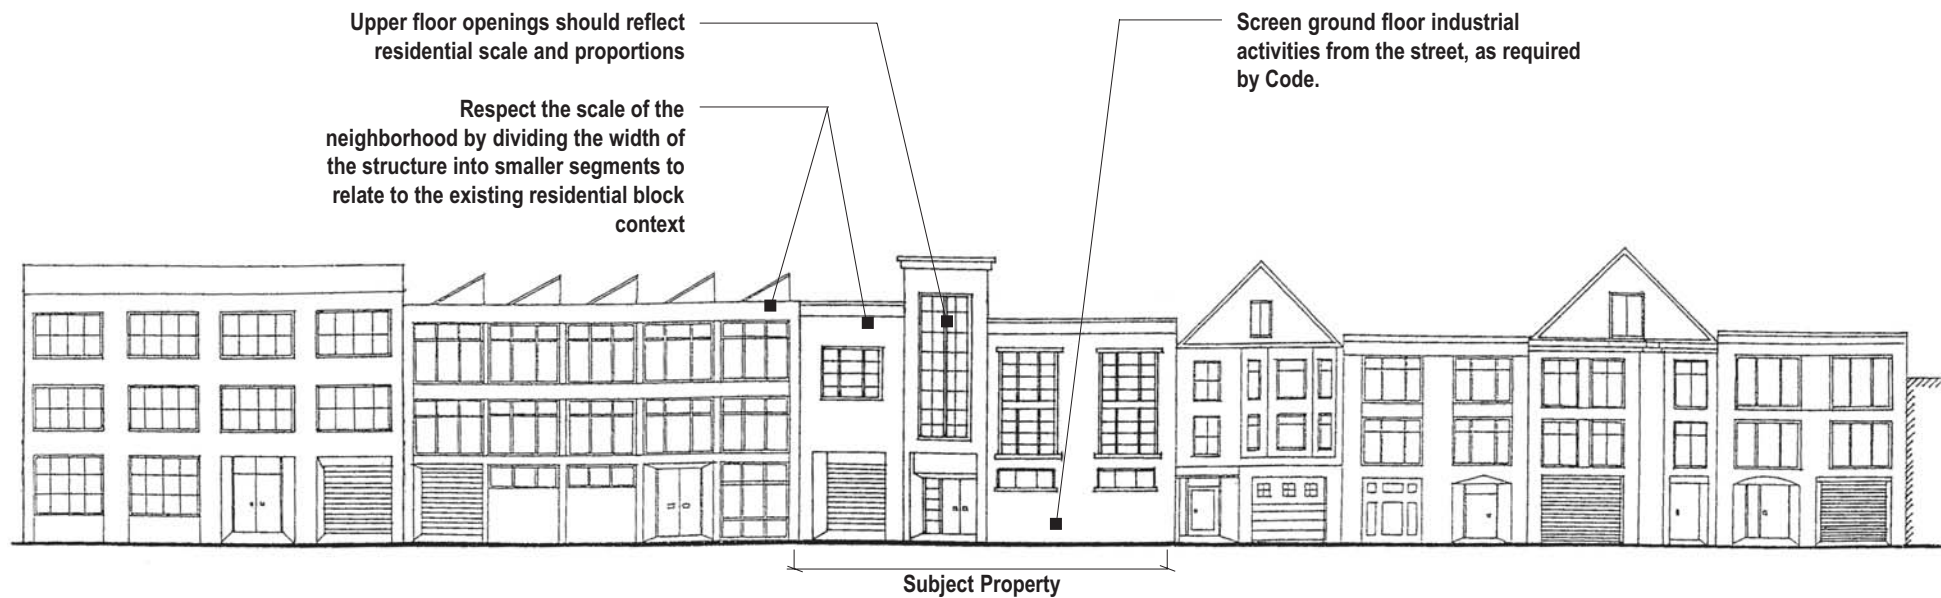 Upper floor openings should reflect
residential scale and proportions
Respect the scale of the
neighborhood by dividing the width of
the structure into smaller segments to
relate to the existing residential block
context
Screen ground floor industrial
activities from the street, as required
by Code.
Subject Property